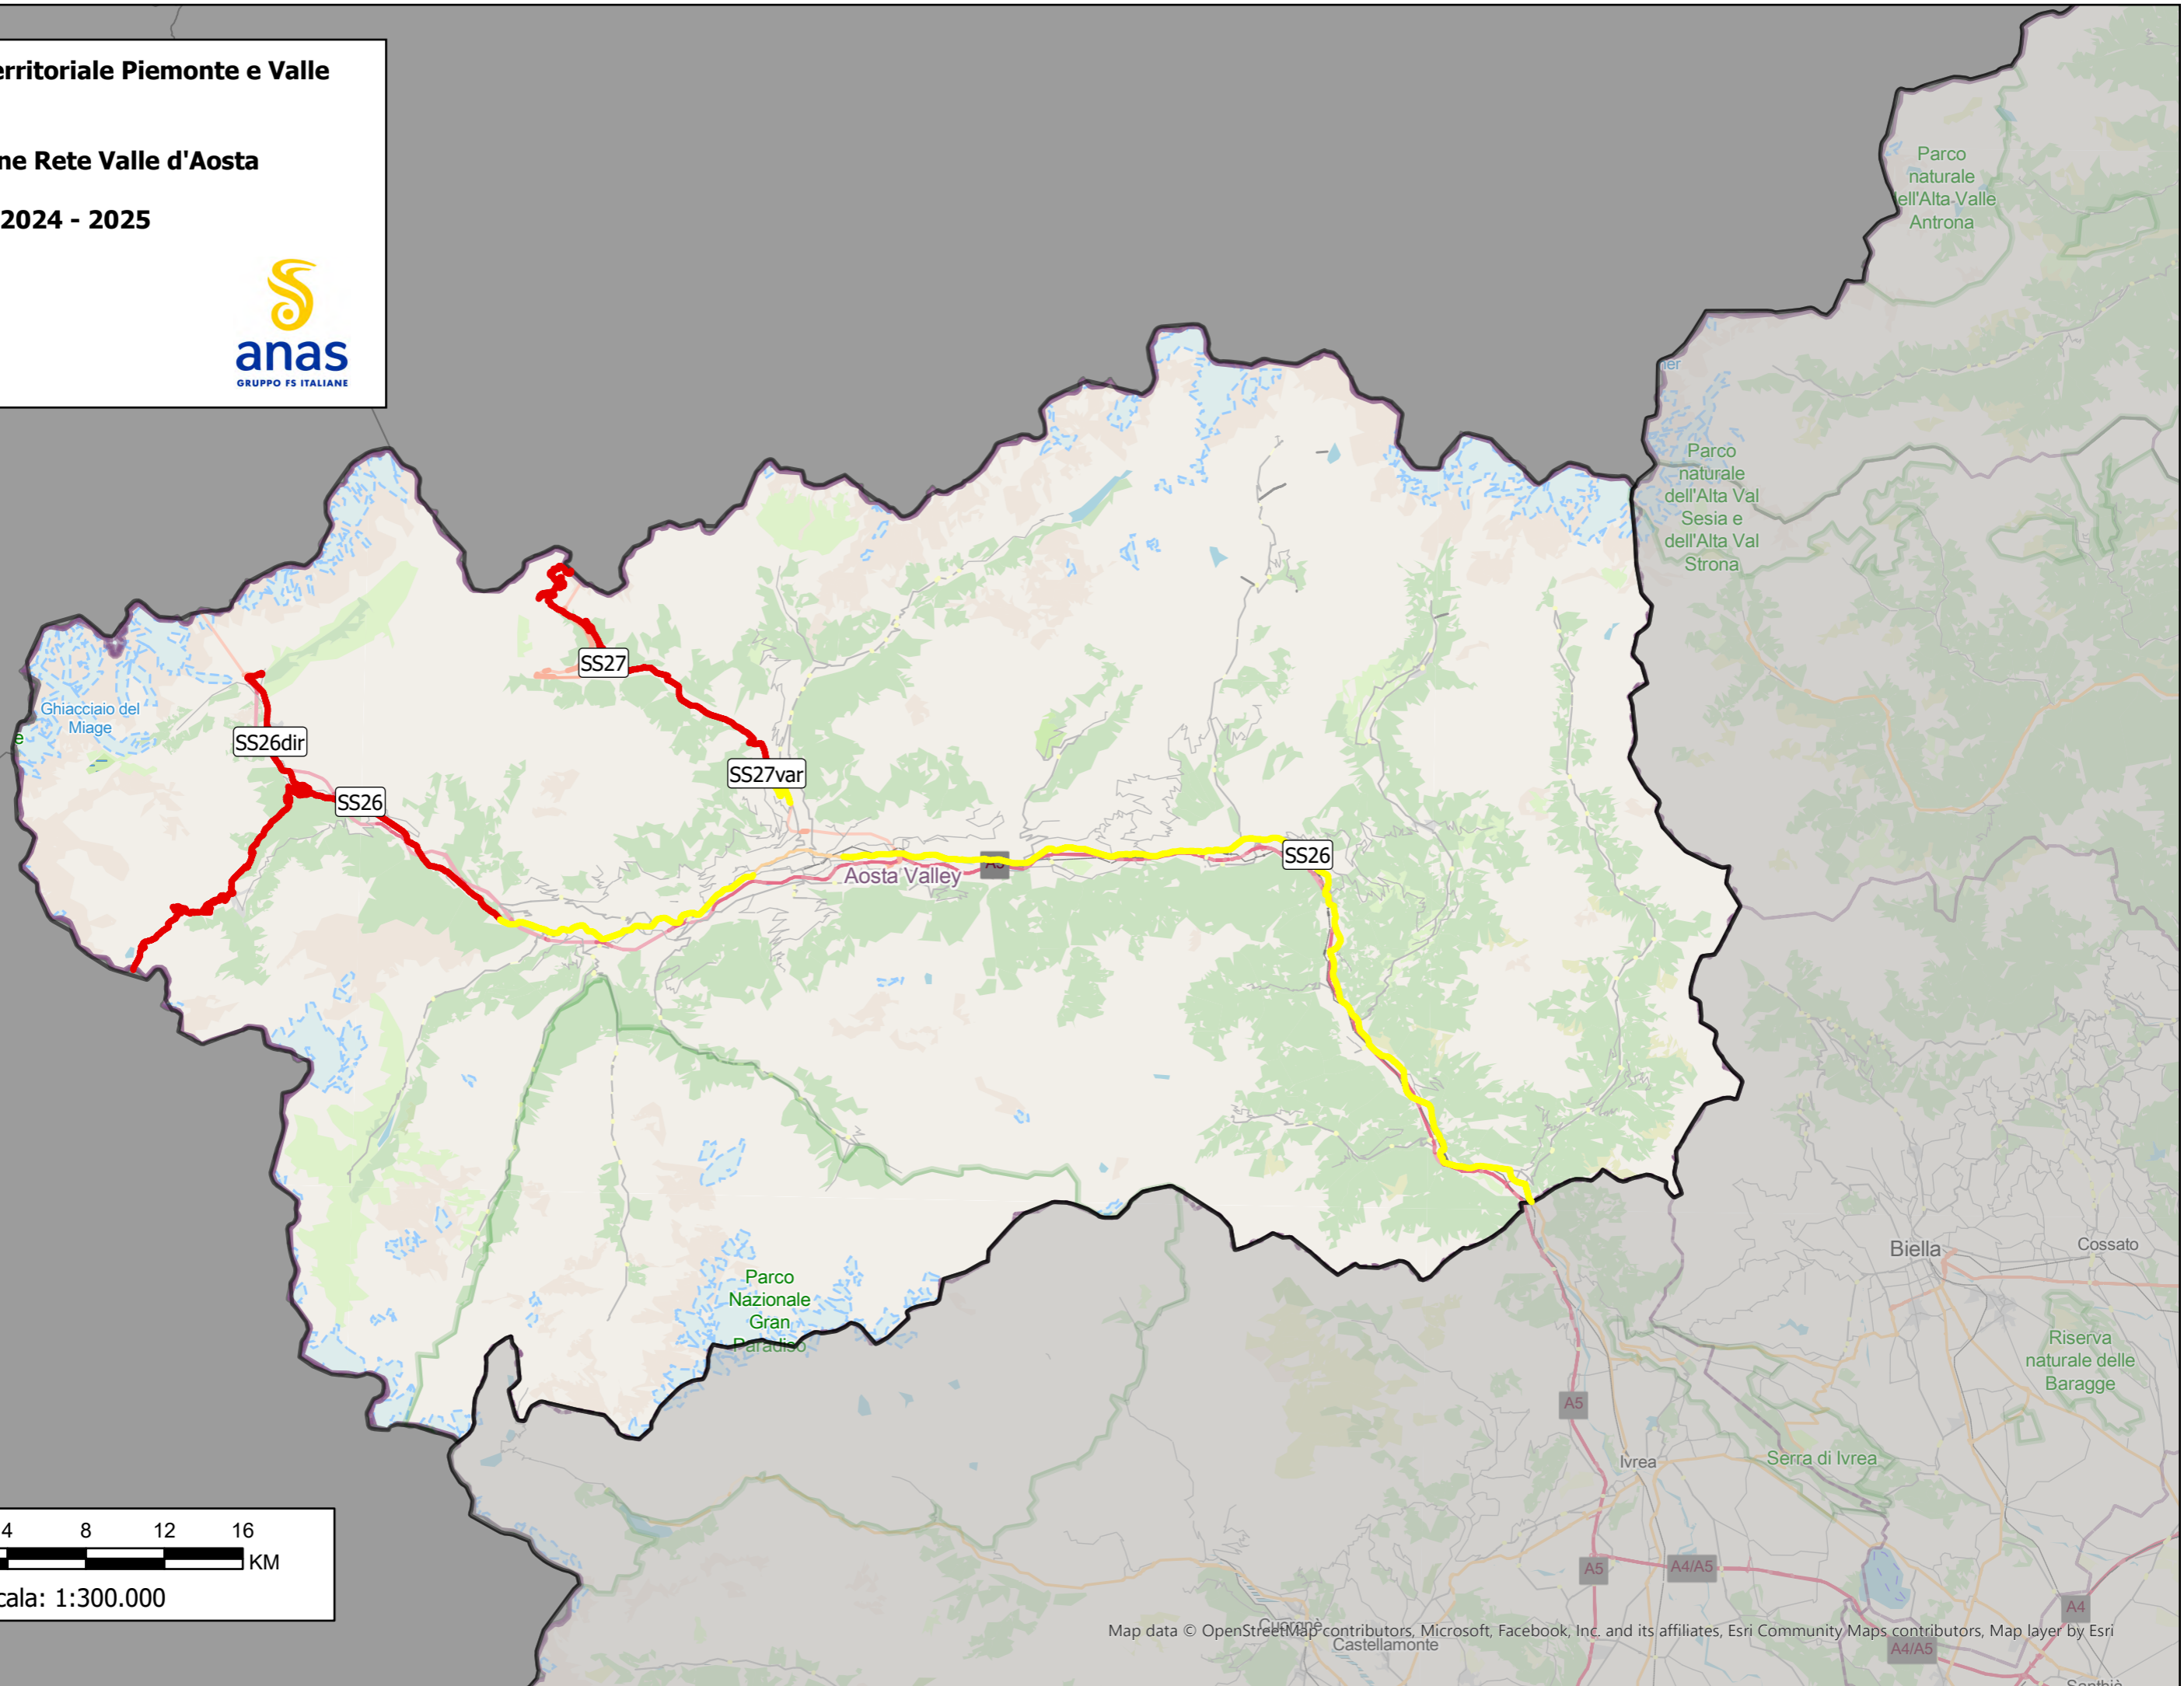 erritoriale Piemonte e Valle
ne Rete Valle d'Aosta
2024 - 2025
anas
GRUPPO FS ITALIANE
Parco
naturale
ell'Alta Valle
Antrona
Parco
naturale
dell'Alta Val
Sesia e
dell'Alta Val
Strona
SS27
Ghiacciaio del
Miage
e
SS26dir
SS27var
SS26
SS26
A5
Aosta Valley
Parco
Nazionale
Gran
Paradiso
Biella
Cossato
Riserva
naturale delle
Baragge
A5
Ivrea
Serra di Ivrea
4 8 12 16
KM
cala: 1:300.000
A5
A4/A5
A4
Cuorgnè
Map data © OpenStreetMap contributors, Microsoft, Facebook, Inc. and its affiliates, Esri Community Maps contributors, Map layer by Esri
Castellamonte
A4/A5